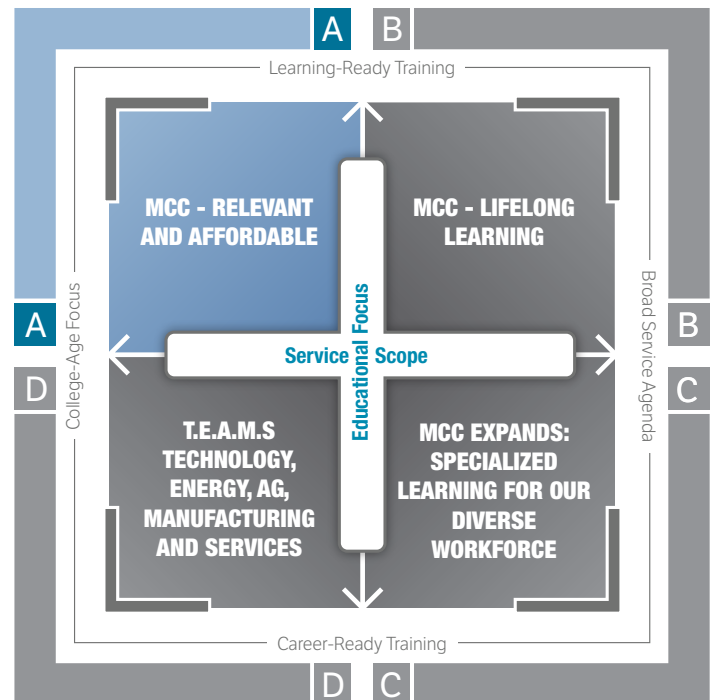 A B
Learning-Ready Training
MCC - RELEVANT
AND AFFORDABLE
MCC - LIFELONG
LEARNING
College-Age Focus
Broad Service Agenda
A
B
Service Scope
Educational Focus
D
C
T.E.A.M.S
TECHNOLOGY,
ENERGY, AG,
MANUFACTURING
AND SERVICES
MCC EXPANDS:
SPECIALIZED
LEARNING FOR OUR
DIVERSE
WORKFORCE
Career-Ready Training
D C